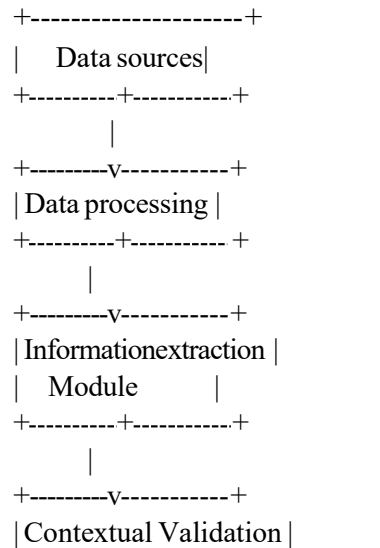 +----------------------+
|     Data sources|
+----------+------------+
|
+---------v-----------+
| Data processing |
+----------+----------- +
|
+---------v-----------+
| Informationextraction |
|    Module          |
+----------+-----------+
|
+---------v-----------+
| Contextual Validation |